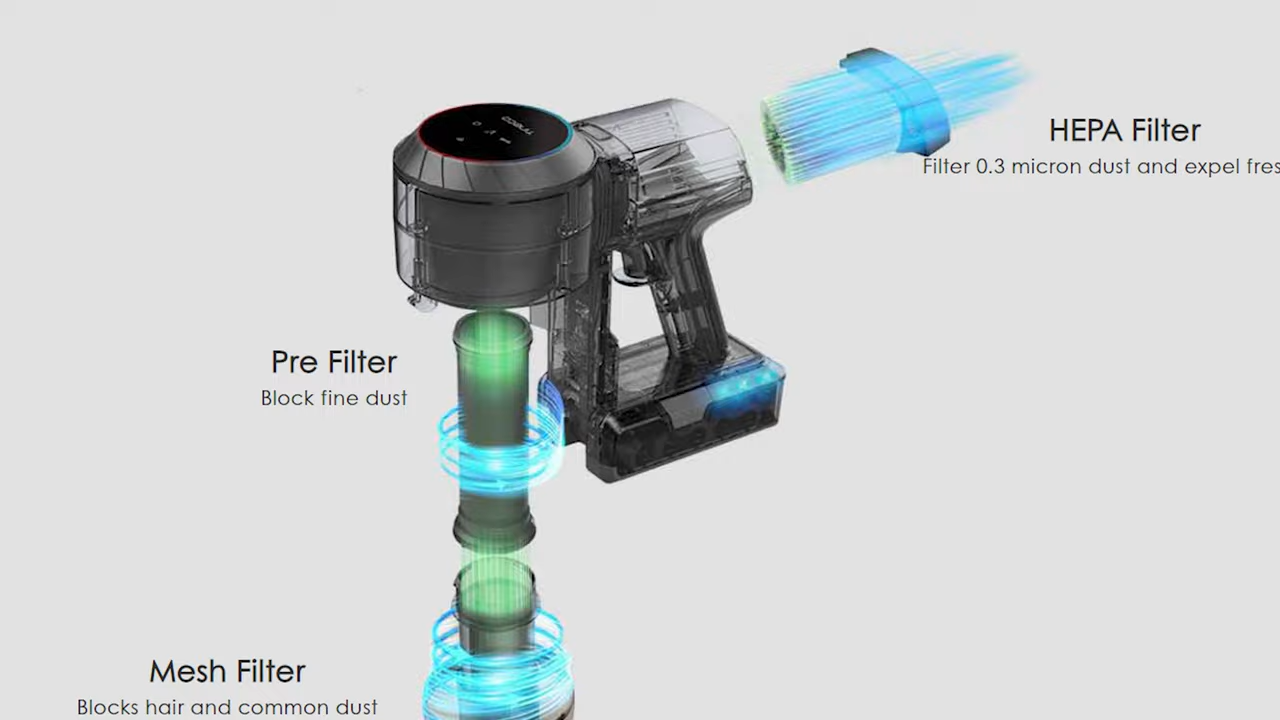 Tineco
HEPA Filter
Filter 0.3 micron dust and expel fres
Pre Filter
Block fine dust
Mesh Filter
Blocks hair and common dust